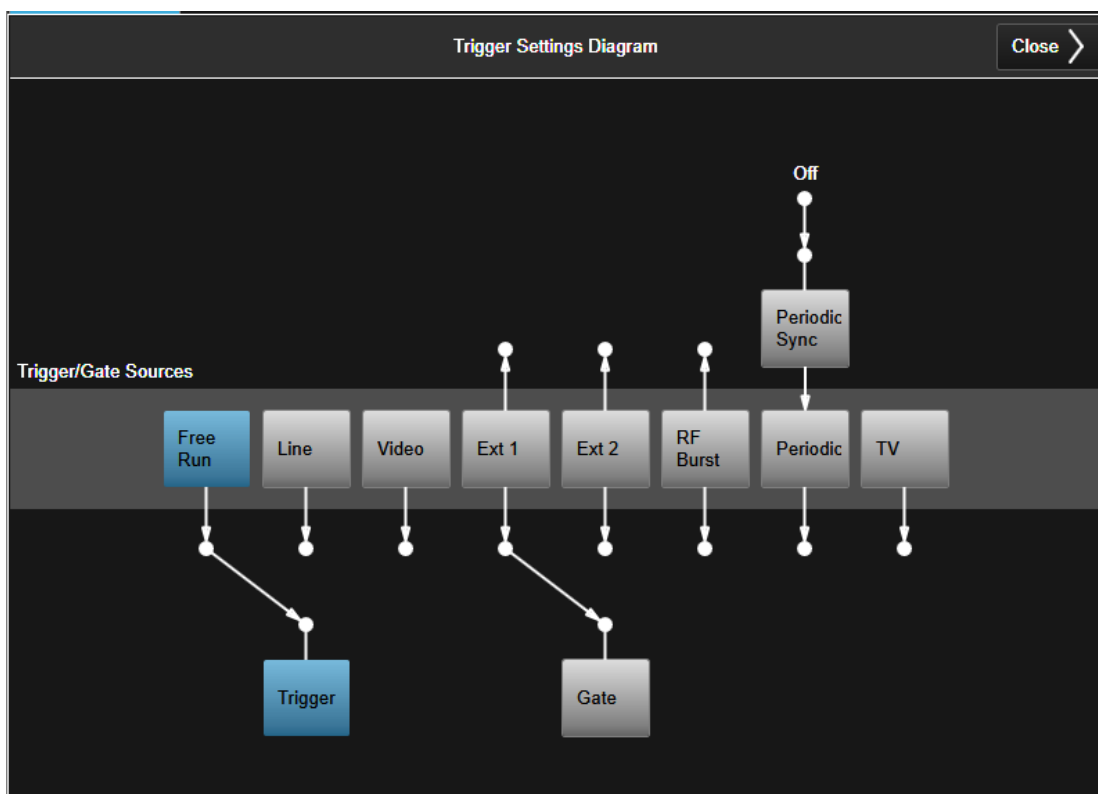 Trigger Settings Diagram
Close
Off
Periodic
Sync
Trigger/Gate Sources
Free
Run
Line
Video
Ext 1
Ext 2
RF
Burst
Periodic
TV
Trigger
Gate